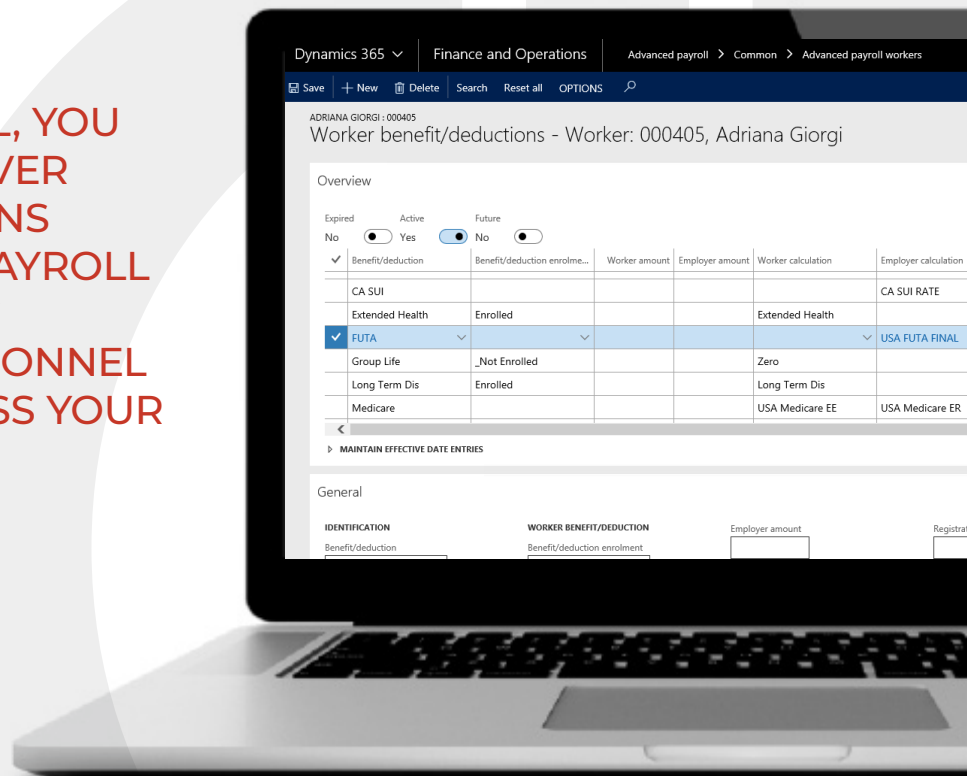 L, YOU
VER
NS
AYROLL
ONNEL
SS YOUR
Dynamics 365 Finance and Operations Advanced payroll > Common > Advanced payroll workers
Save + New Delete Search Reset all OPTIONS
ADRIANA GIORGI : 000405
Worker benefit/deductions - Worker: 000405, Adriana Giorgi
Overview
Expired Active Future
No Yes No
Benefit/deduction Benefit/deduction enrolme... Worker amount Employer amount Worker calculation Employer calculation
CA SUI CA SUI RATE
Extended Health Enrolled Extended Health
FUTA USA FUTA FINAL
Group Life _Not Enrolled Zero
Long Term Dis Enrolled Long Term Dis
Medicare USA Medicare EE USA Medicare ER
MAINTAIN EFFECTIVE DATE ENTRIES
General
IDENTIFICATION WORKER BENEFIT/DEDUCTION Employer amount Registrat
Benefit/deduction Benefit/deduction enrolment